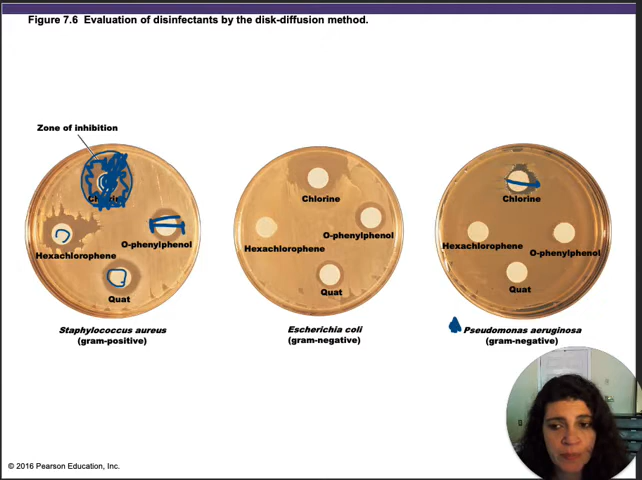 Figure 7.6 Evaluation of disinfectants by the disk-diffusion method.
Zone of inhibition
Hexachlorophene
O-phenylphenol
Quat
Staphylococcus aureus
(gram-positive)
Chlorine
O-phenylphenol
Hexachlorophene
Quat
Escherichia coli
(gram-negative)
Chlorine
Hexachlorophene
O-phenylphenol
Quat
Pseudomonas aeruginosa
(gram-negative)
© 2016 Pearson Education, Inc.